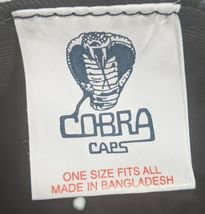 COBRA
CAPS
ONE SIZE FITS ALL
MADE IN BANGLADESH